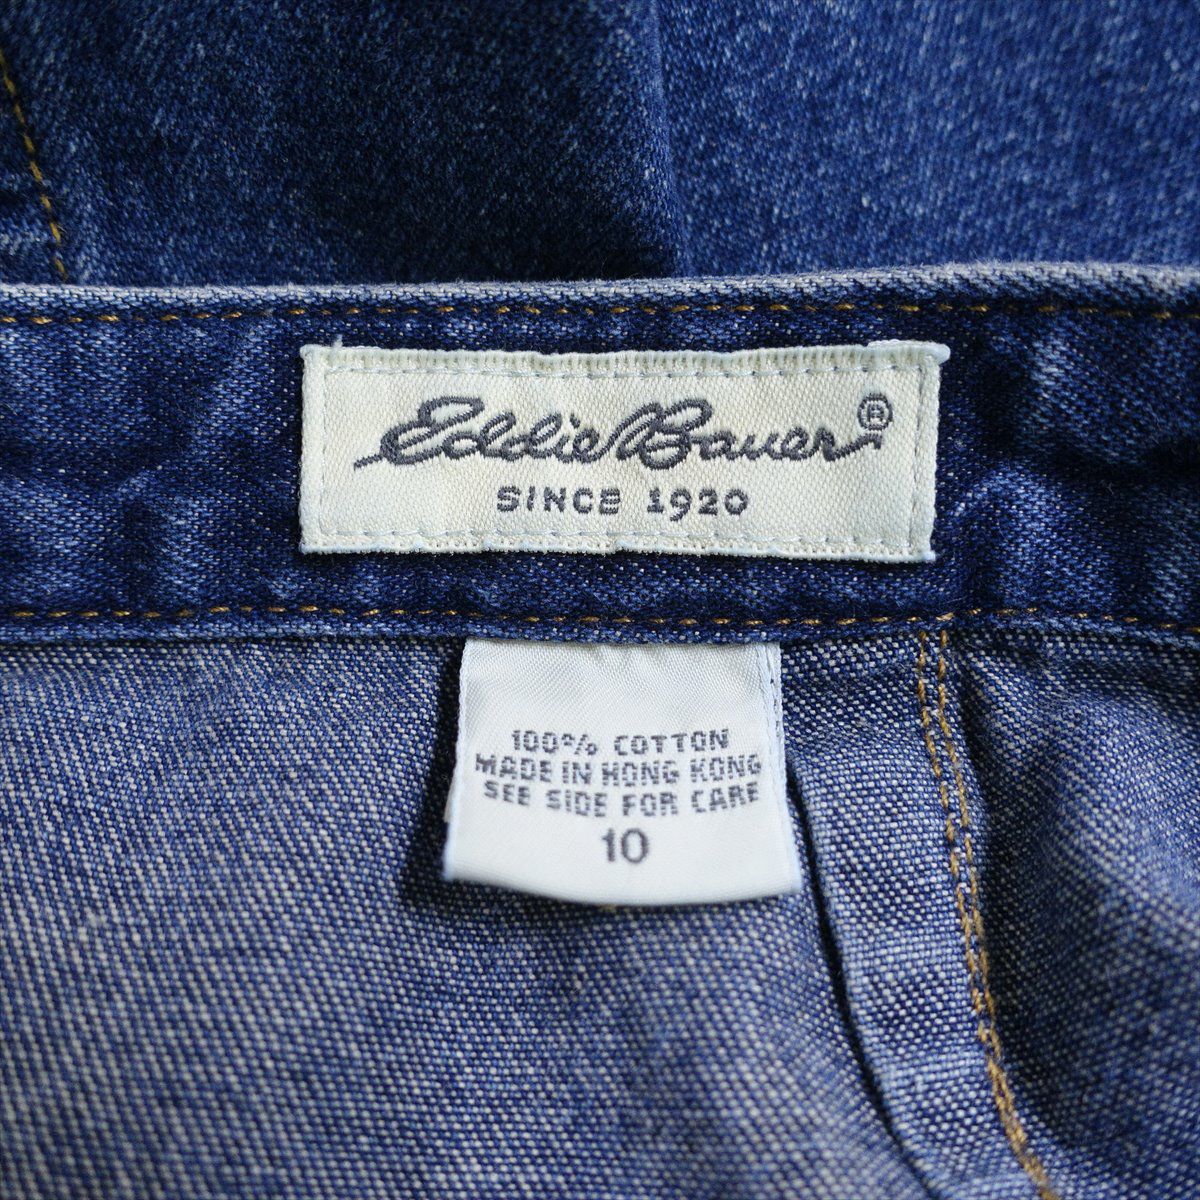 Eddie Bauer®
SINCE 1920
100% COTTON
MADE IN HONG KONG
SEE SIDE FOR CARE
10